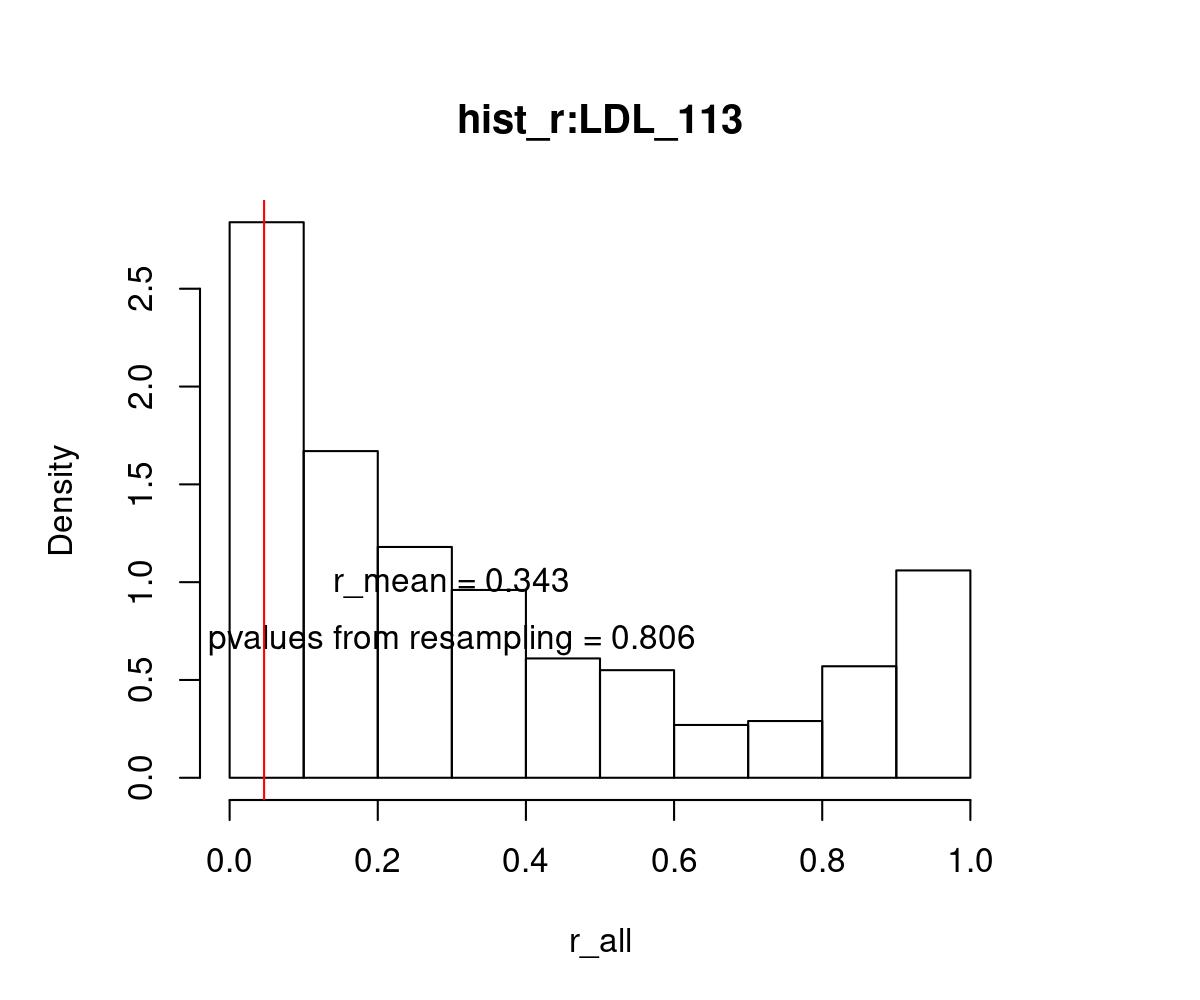 hist_r:LDL_113
Density
2.5
2.0
1.5
1.0
0.5
0.0
r_mean = 0.343
pvalues from resampling = 0.806
0.0 0.2 0.4 0.6 0.8 1.0
r_all